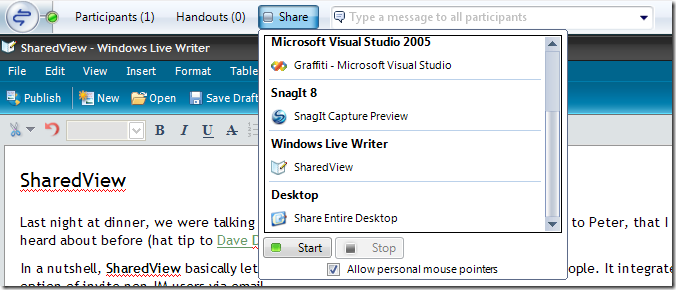 Participants (1) Handouts (0) Share Type a message to all participants
SharedView - Windows Live Writer
File Edit View Insert Format Table
Publish New Open Save Draft
B I U A
Microsoft Visual Studio 2005
Graffiti - Microsoft Visual Studio
SnagIt 8
SnagIt Capture Preview
Windows Live Writer
SharedView
Desktop
Share Entire Desktop
Start Stop
Allow personal mouse pointers
SharedView
Last night at dinner, we were talking to Peter, that I
heard about before (hat tip to Dave
In a nutshell, SharedView basically let ople. It integrate